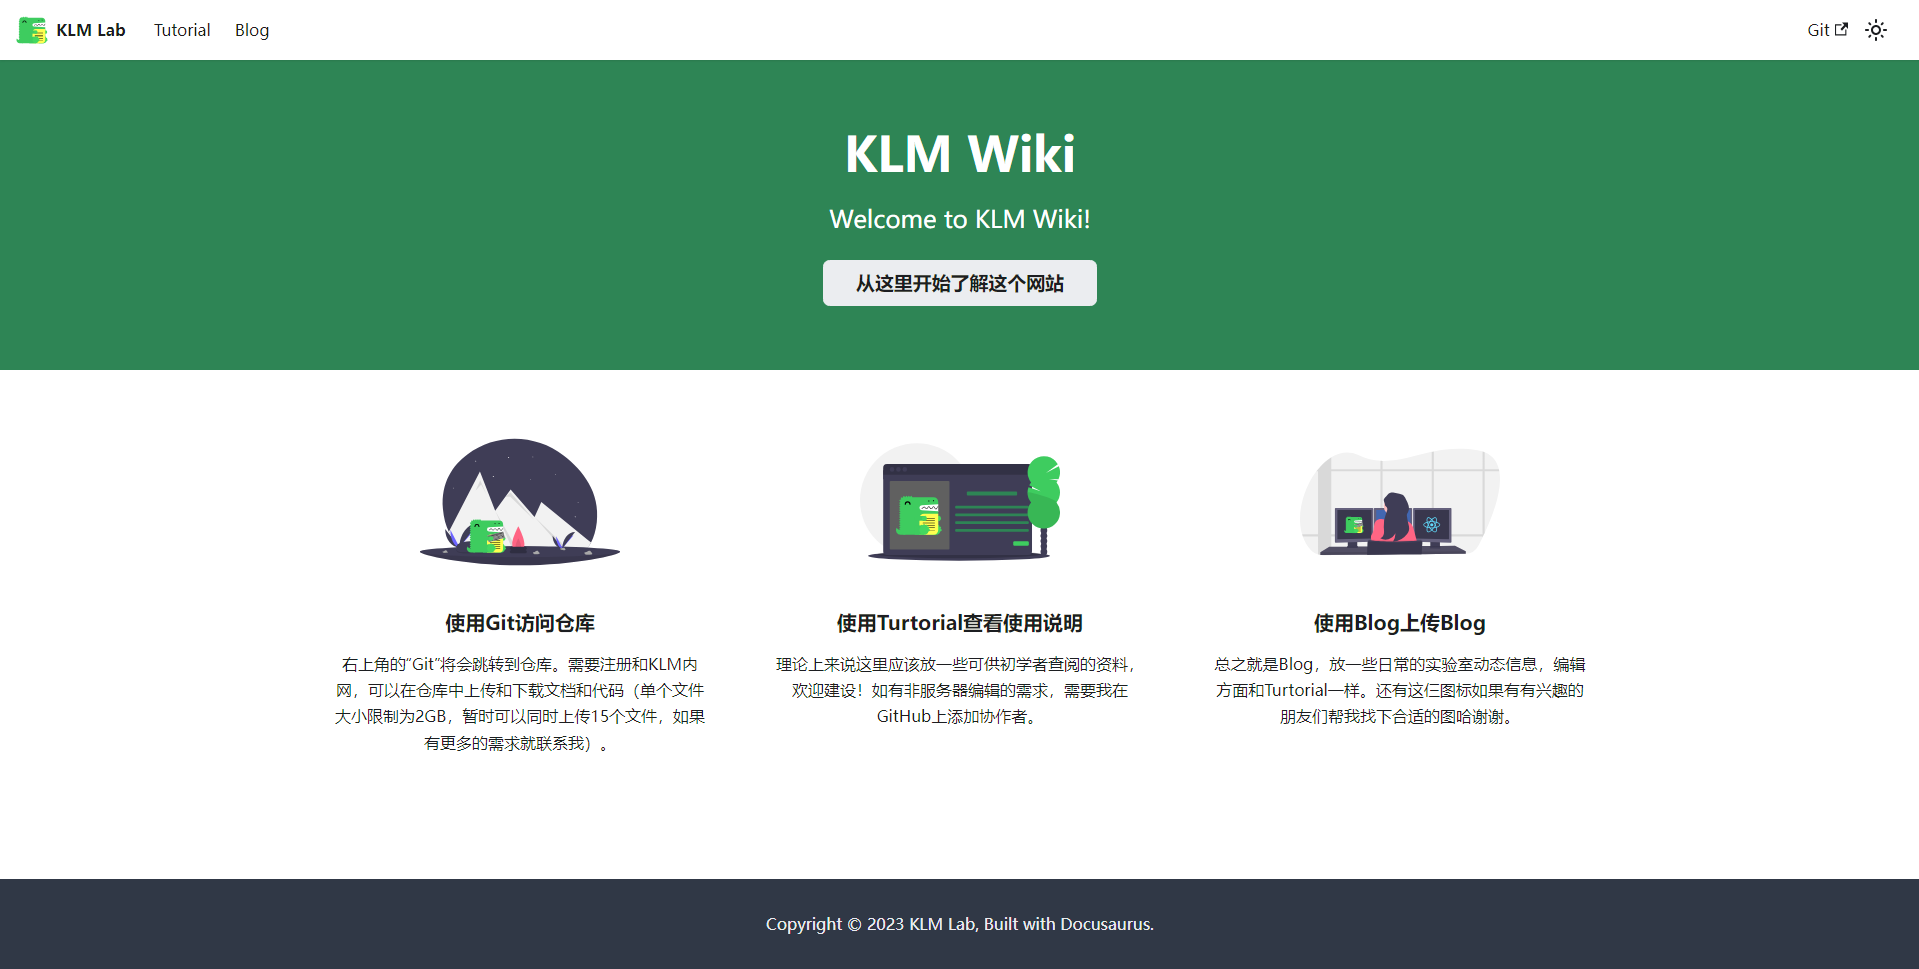 KLM Lab Tutorial Blog Git
KLM Wiki
Welcome to KLM Wiki!
从这里开始了解这个网站
使用Git访问仓库
右上角的“Git”将会跳转到仓库。需要注册和KLM内
网，可以在仓库中上传和下载文档和代码（单个文件
大小限制为2GB，暂时可以同时上传15个文件，如果
有更多的需求就联系我）。
使用Turtorial查看使用说明
理论上来说这里应该放一些可供初学者查阅的资料，
欢迎建设！如有非服务器编辑的需求，需要我在
GitHub上添加协作者。
使用Blog上传Blog
总之就是Blog，放一些日常的实验室动态信息，编辑
方面和Turtorial一样。还有这仨图标如果有有兴趣的
朋友们帮我找下合适的图哈谢谢。
Copyright © 2023 KLM Lab, Built with Docusaurus.